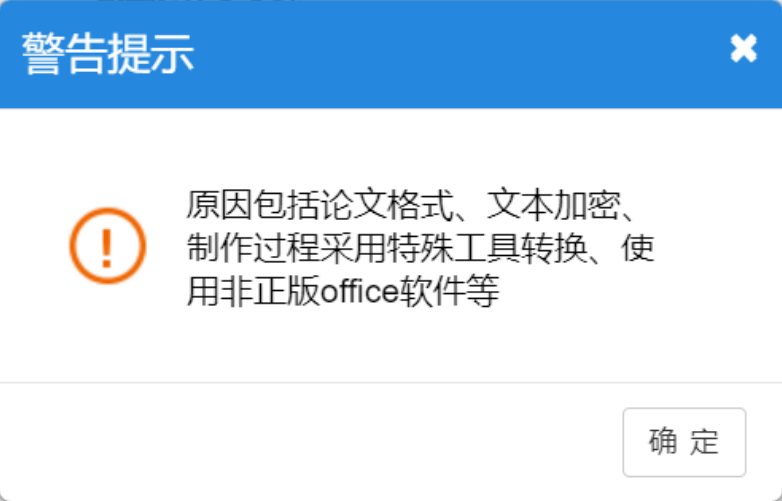 警告提示
原因包括论文格式、文本加密、
制作过程采用特殊工具转换、使
用非正版office软件等
确 定